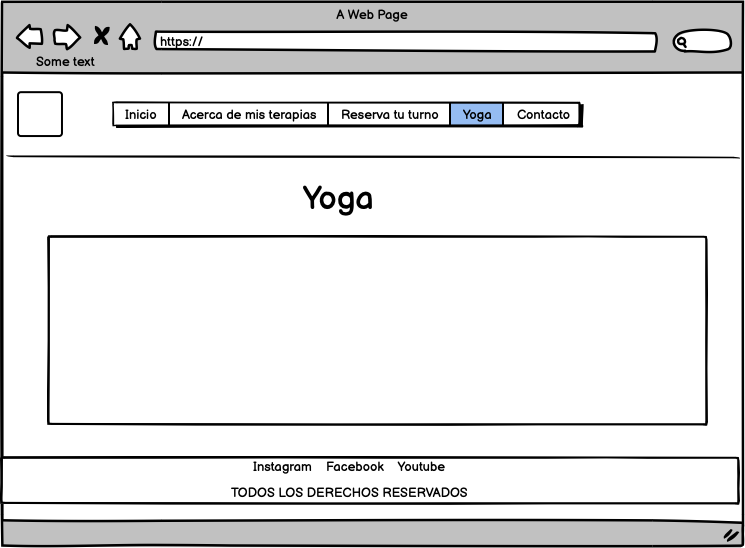 A Web Page
https://
Some text
Inicio Acerca de mis terapias Reserva tu turno Yoga Contacto
Yoga
Instagram Facebook Youtube
TODOS LOS DERECHOS RESERVADOS